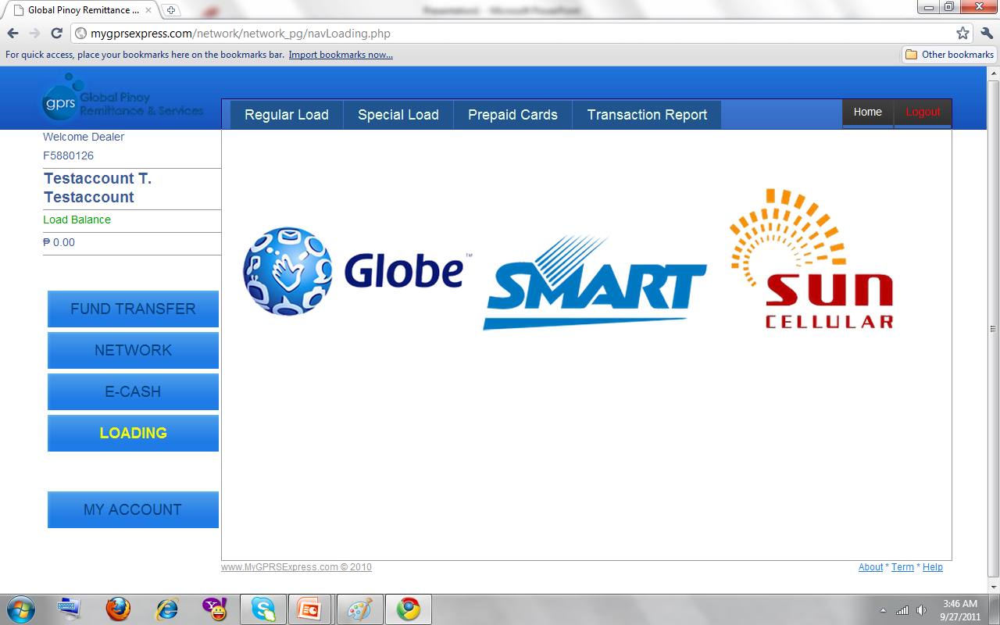 Global Pinoy Remittance ...
Presentation1 - Microsoft PowerPoint
mygprsexpress.com/network/network_pg/navLoading.php
For quick access, place your bookmarks here on the bookmarks bar. Import bookmarks now...
Other bookmarks
gprs Global Pinoy
Remittance & Services
Regular Load
Special Load
Prepaid Cards
Transaction Report
Home
Logout
Welcome Dealer
F5880126
Testaccount T.
Testaccount
Load Balance
₱ 0.00
FUND TRANSFER
NETWORK
E-CASH
LOADING
MY ACCOUNT
Globe™
SMART
sun
CELLULAR
www.MyGPRSExpress.com © 2010
About * Term * Help
3:46 AM
9/27/2011